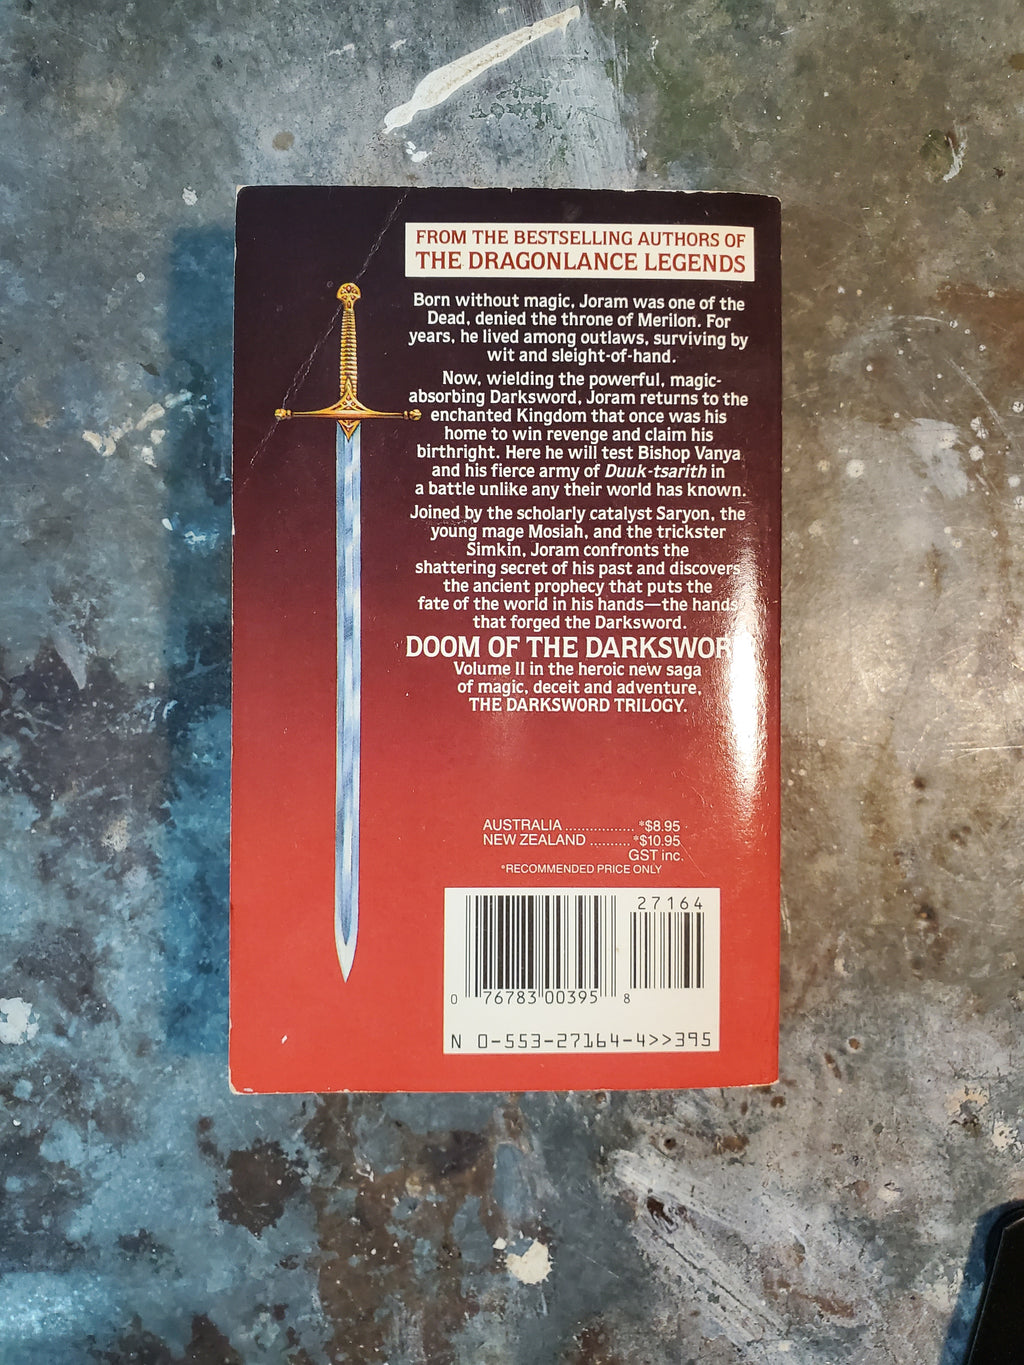 FROM THE BESTSELLING AUTHORS OF
THE DRAGONLANCE LEGENDS
Born without magic, Joram was one of the
Dead, denied the throne of Merilon. For
years, he lived among outlaws, surviving by
wit and sleight-of-hand.
Now, wielding the powerful, magic-
absorbing Darksword, Joram returns to the
enchanted Kingdom that once was his
home to win revenge and claim his
birthright. Here he will test Bishop Vanya
and his fierce army of Duuk-tsarith in
a battle unlike any their world has known.
Joined by the scholarly catalyst Saryon, the
young mage Mosiah, and the trickster
Simkin, Joram confronts the
shattering secret of his past and discovers
the ancient prophecy that puts the
fate of the world in his hands—the hands
that forged the Darksword.
DOOM OF THE DARKSWORD
Volume II in the heroic new saga
of magic, deceit and adventure,
THE DARKSWORD TRILOGY.
AUSTRALIA ................. *$8.95
NEW ZEALAND .......... *$10.95
GST inc.
*RECOMMENDED PRICE ONLY
27164
0 76783 00395 8
N 0-553-27164-4>>395